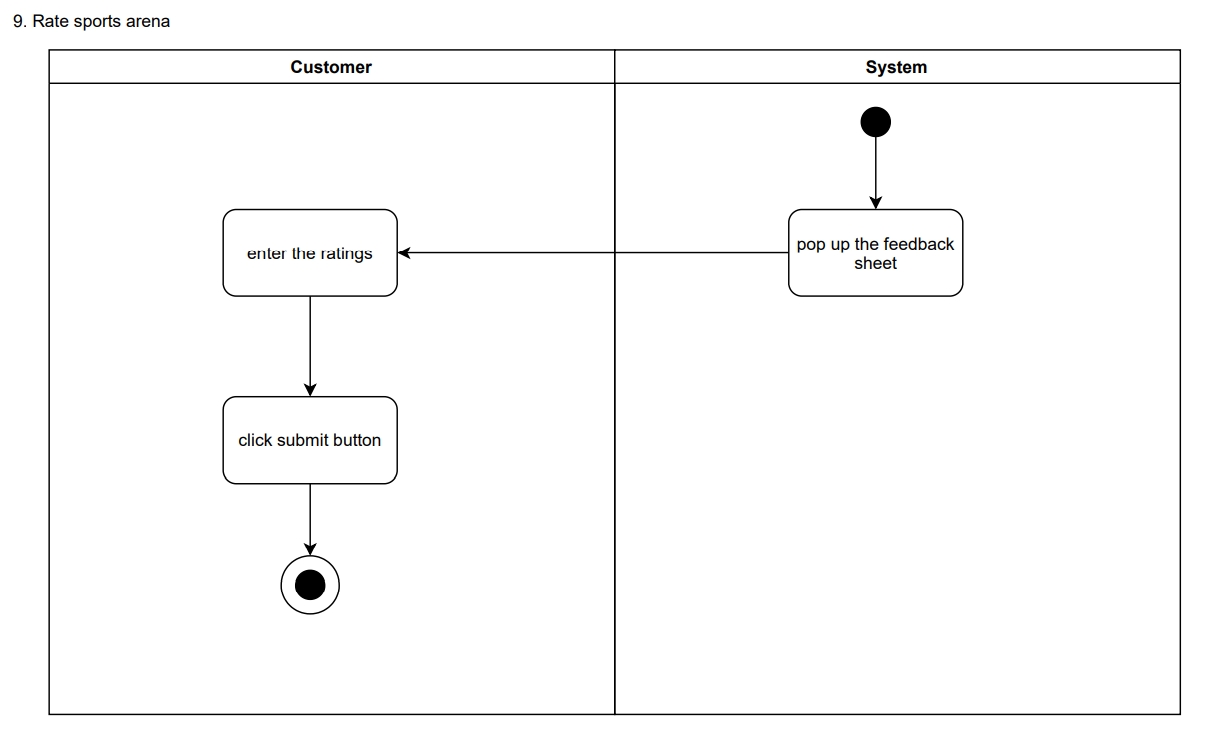 9. Rate sports arena
Customer
System
pop up the feedback
sheet
enter the ratings
click submit button